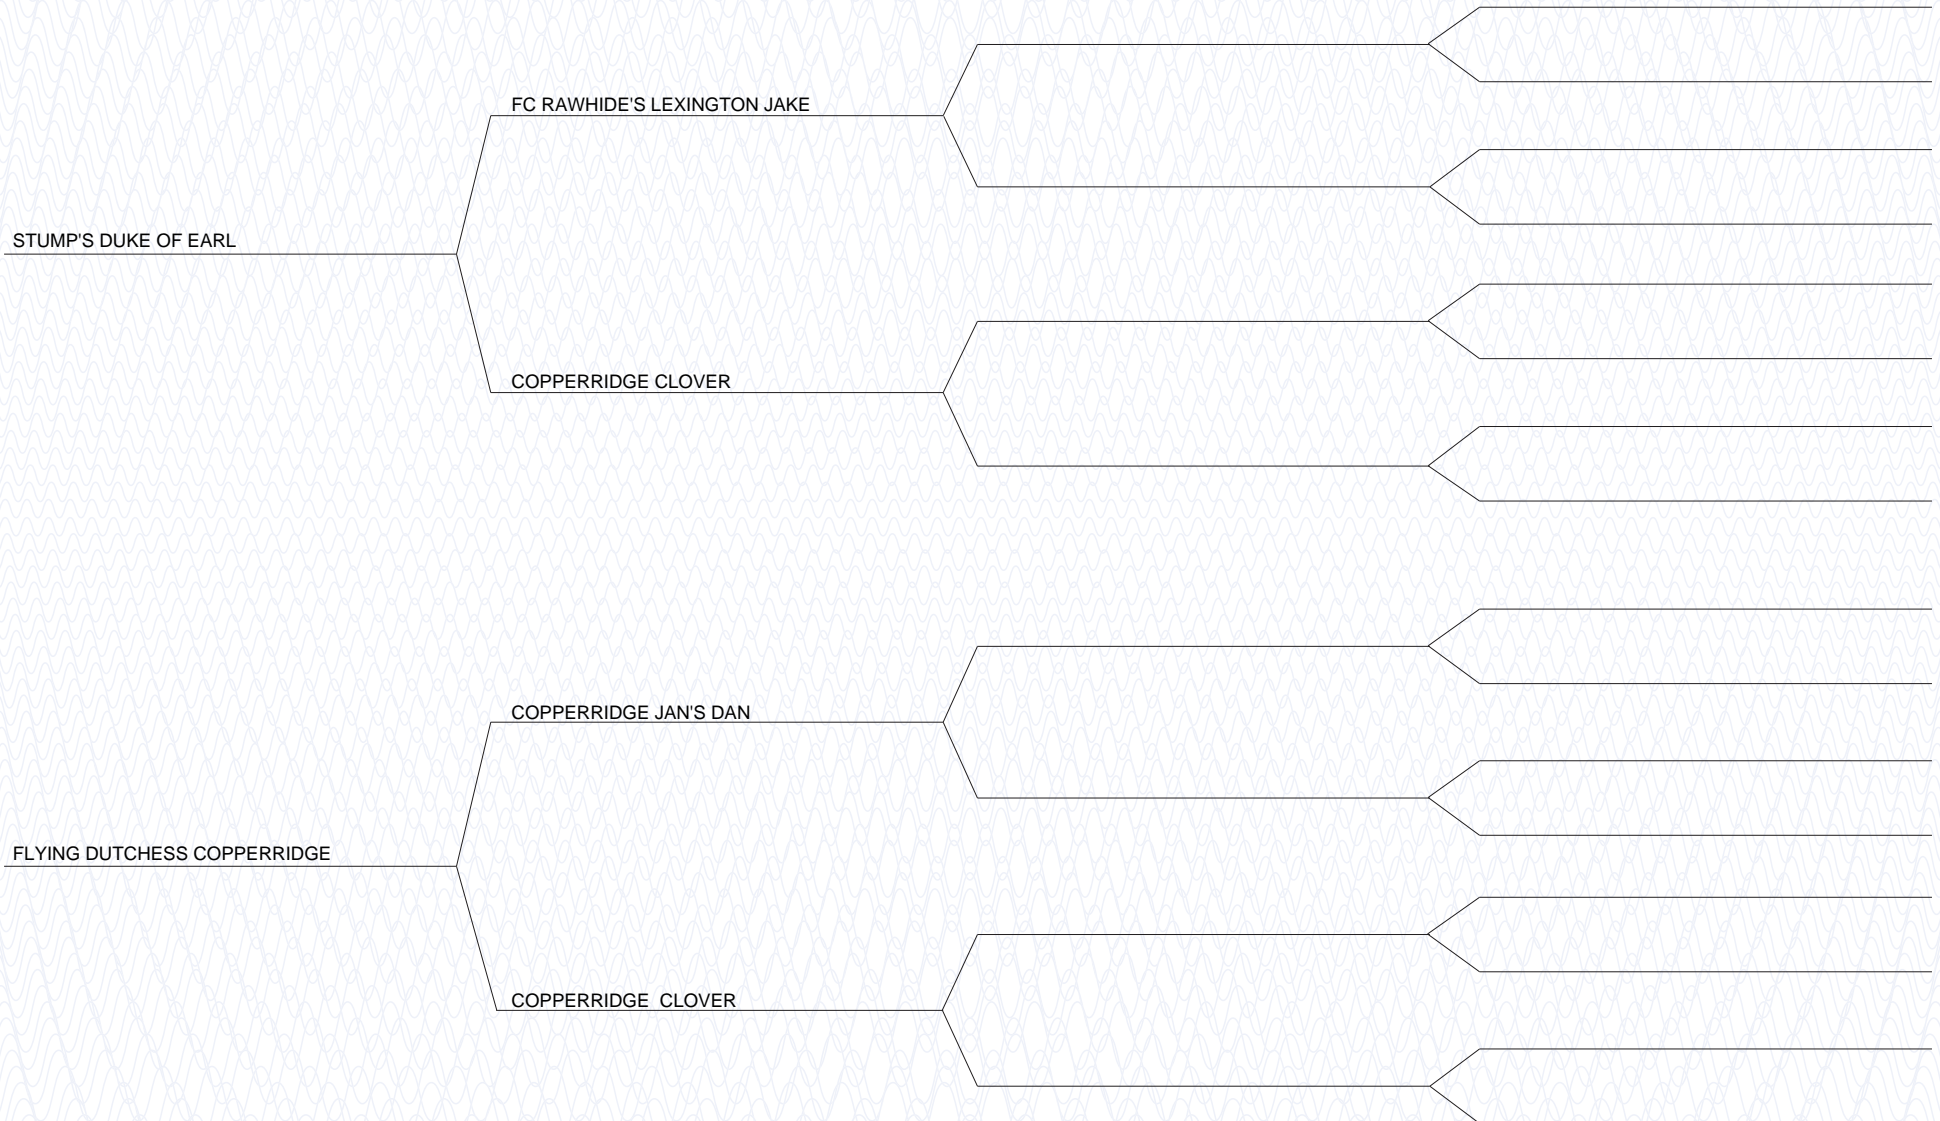 FC RAWHIDE'S LEXINGTON JAKE
STUMP'S DUKE OF EARL
COPPERRIDGE CLOVER
COPPERRIDGE JAN'S DAN
FLYING DUTCHESS COPPERRIDGE
COPPERRIDGE  CLOVER